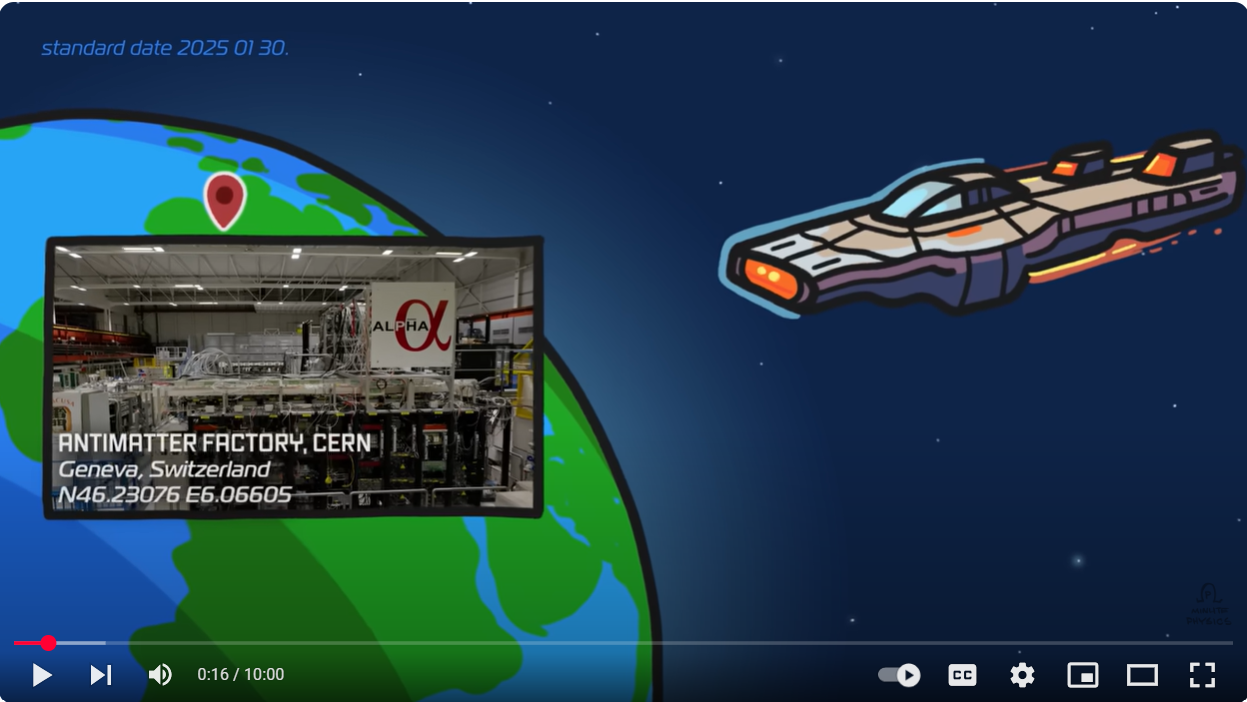 standard date 2025 01 30.
ALPHA
α
ANTIMATTER FACTORY, CERN
Geneva, Switzerland
N46.23076 E6.06605
0:16 / 10:00
CC